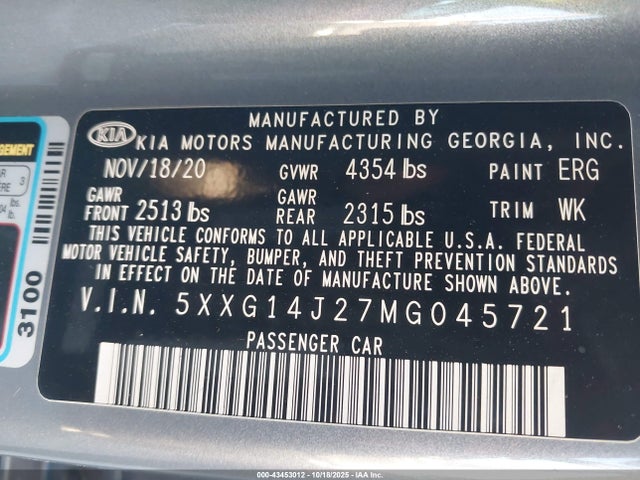 MANUFACTURED BY
KIA KIA MOTORS MANUFACTURING GEORGIA, INC.
NOV/18/20 GVWR 4354 lbs PAINT ERG
GAWR FRONT 2513 lbs GAWR REAR 2315 lbs TRIM WK
THIS VEHICLE CONFORMS TO ALL APPLICABLE U.S.A. FEDERAL
MOTOR VEHICLE SAFETY, BUMPER, AND THEFT PREVENTION STANDARDS
IN EFFECT ON THE DATE OF MANUFACTURE SHOWN ABOVE.
V.I.N. 5XXG14J27MG045721
PASSENGER CAR
3100
000-43453012 - 10/18/2025 - IAAI Inc.